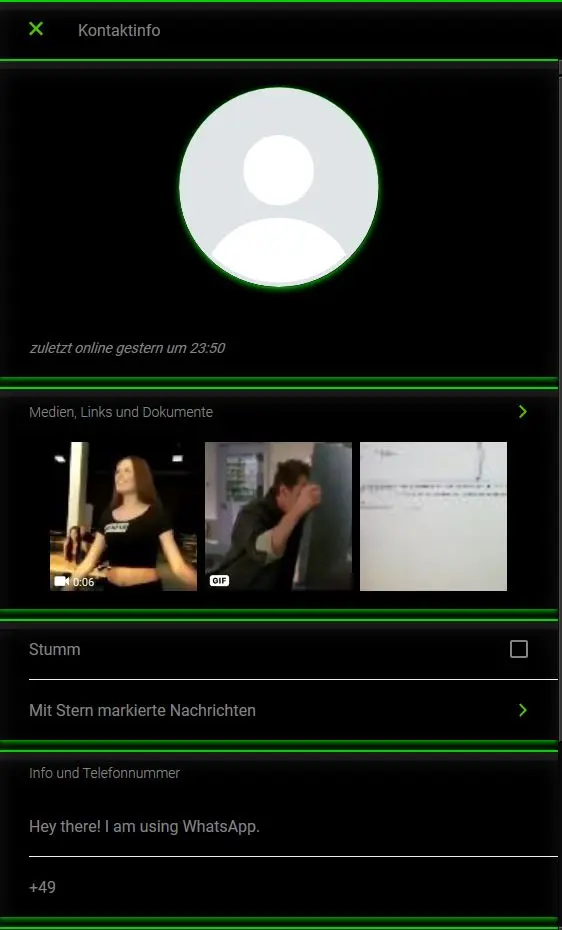 Kontaktinfo
zuletzt online gestern um 23:50
Medien, Links und Dokumente
0:06
GIF
Stumm
Mit Stern markierte Nachrichten
Info und Telefonnummer
Hey there! I am using WhatsApp.
+49